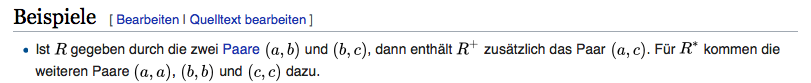 Beispiele [ Bearbeiten | Quelltext bearbeiten ]
• Ist R gegeben durch die zwei Paare (a, b) und (b, c), dann enthält R⁺ zusätzlich das Paar (a, c). Für R* kommen die
weiteren Paare (a, a), (b, b) und (c, c) dazu.